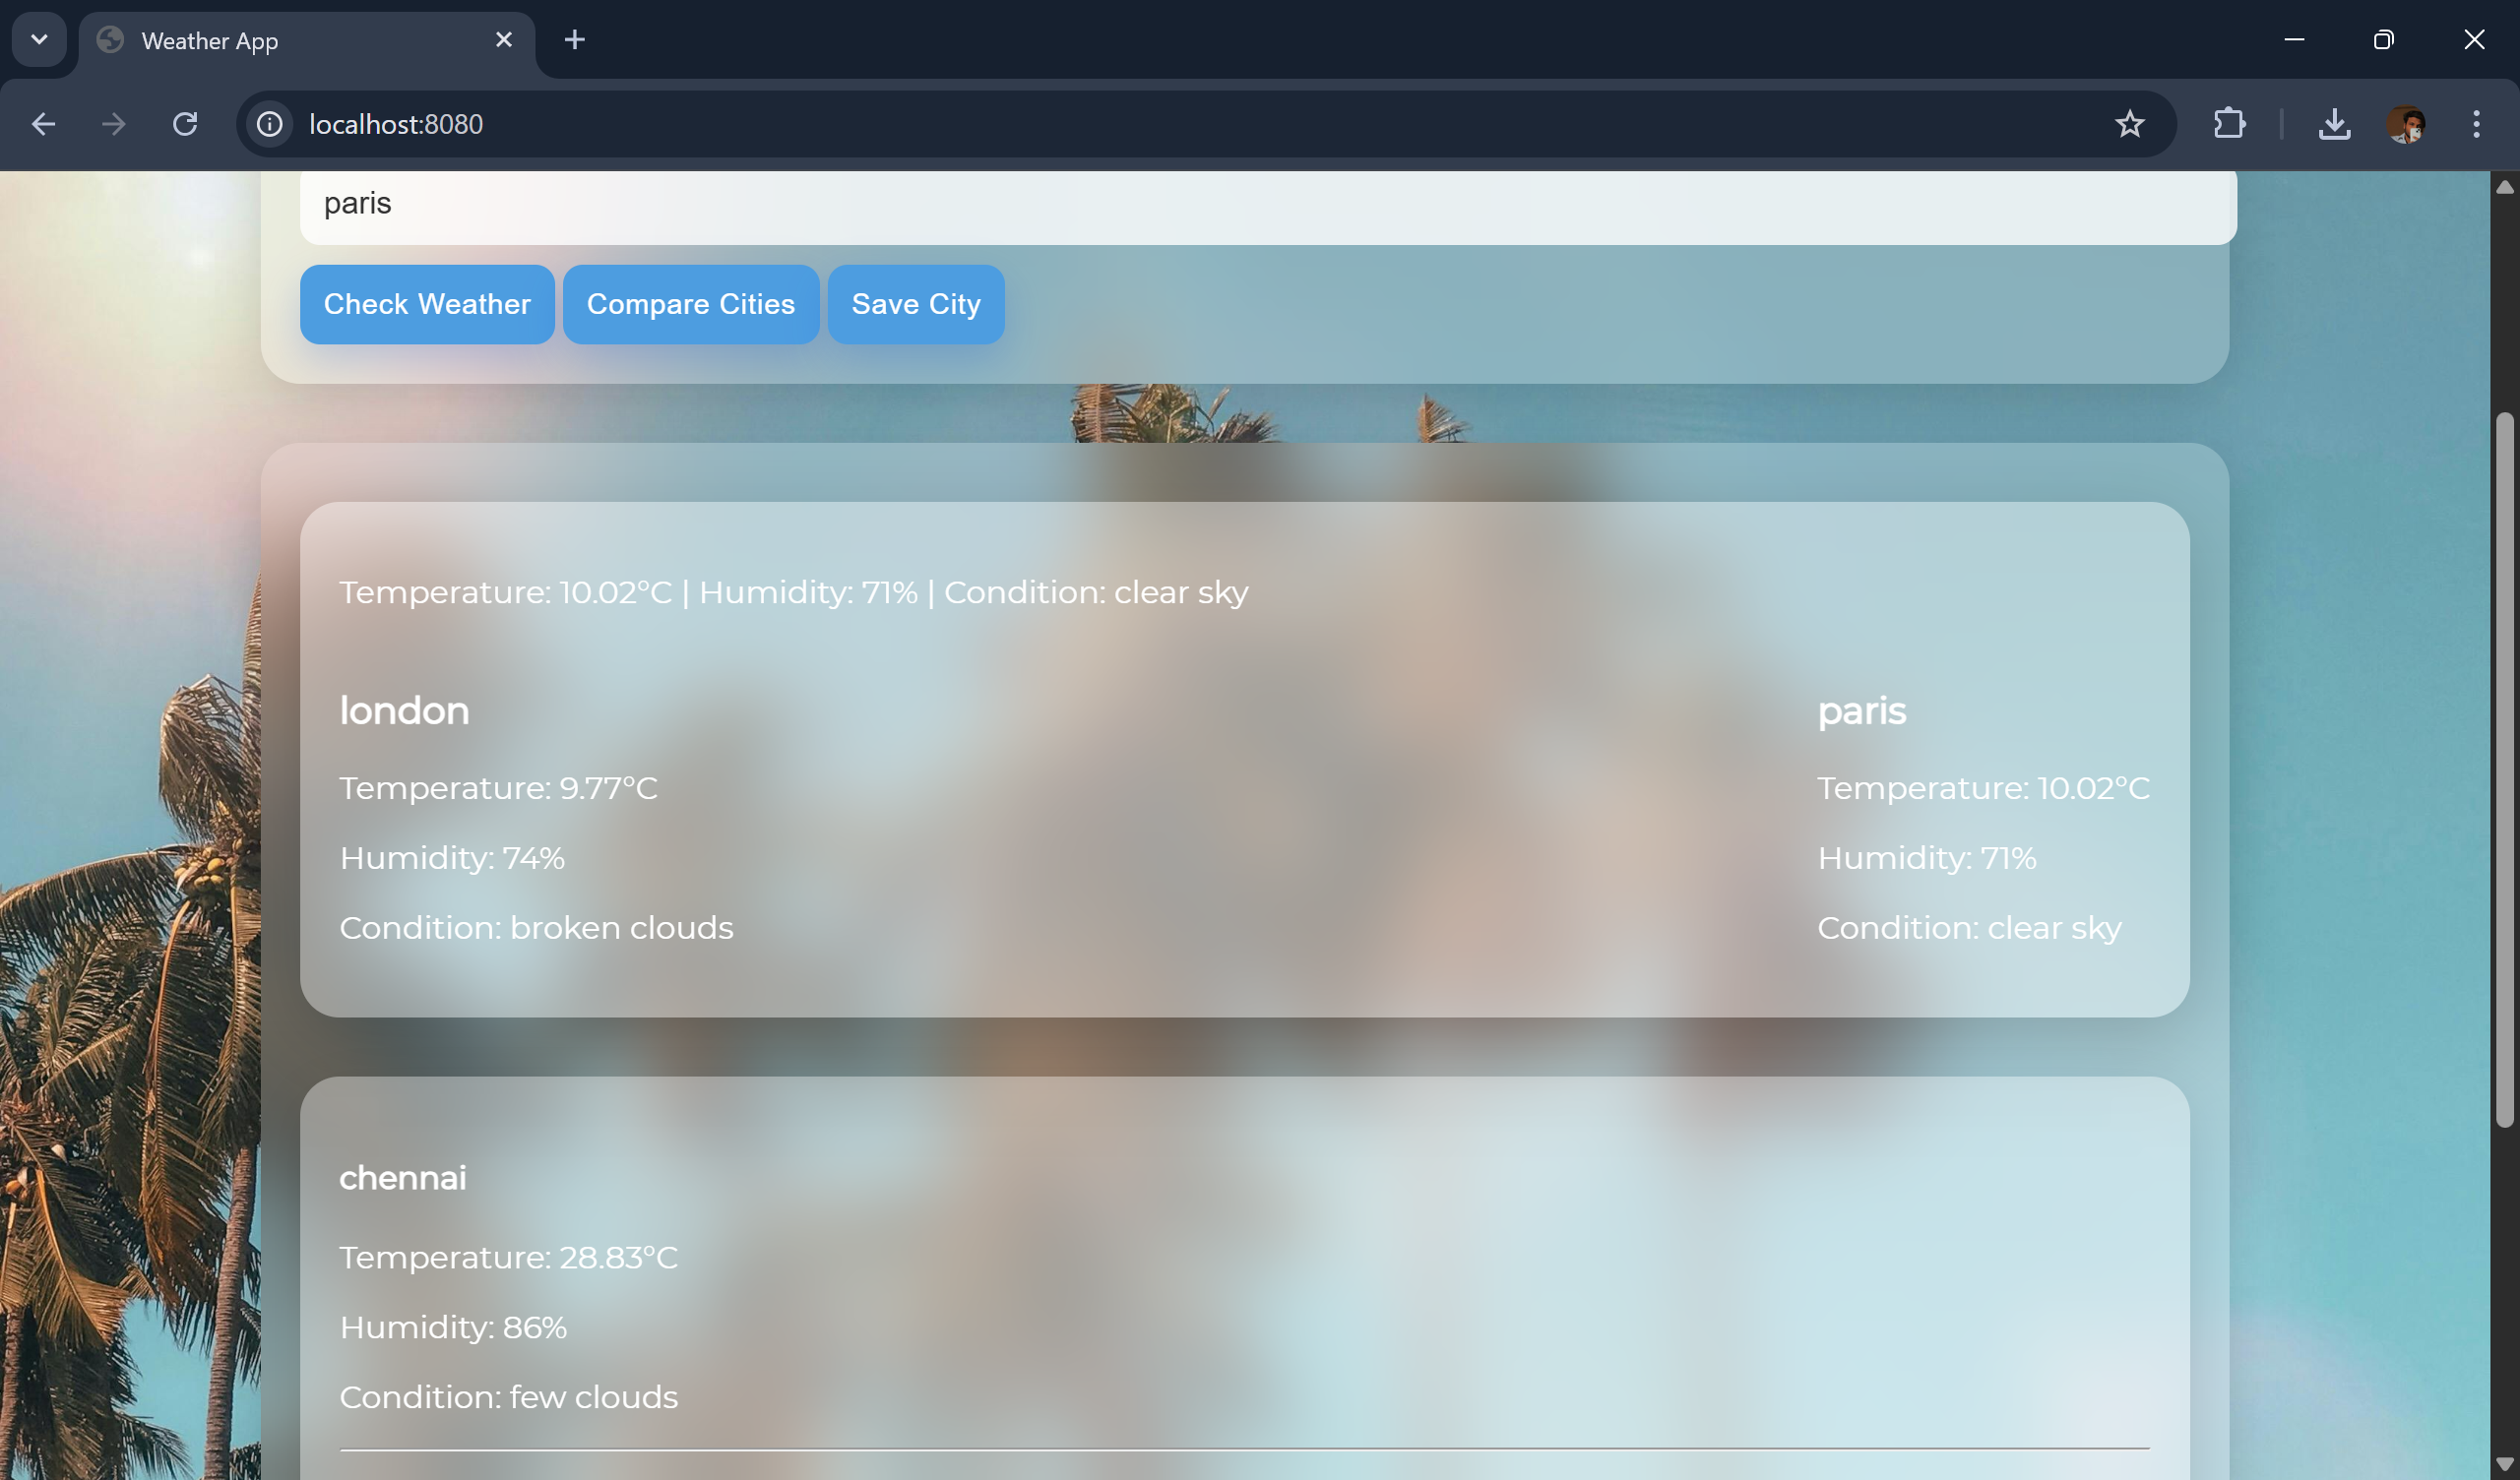 Weather App
localhost:8080
paris
Check Weather Compare Cities Save City
Temperature: 10.02°C | Humidity: 71% | Condition: clear sky
london
Temperature: 9.77°C
Humidity: 74%
Condition: broken clouds
paris
Temperature: 10.02°C
Humidity: 71%
Condition: clear sky
chennai
Temperature: 28.83°C
Humidity: 86%
Condition: few clouds